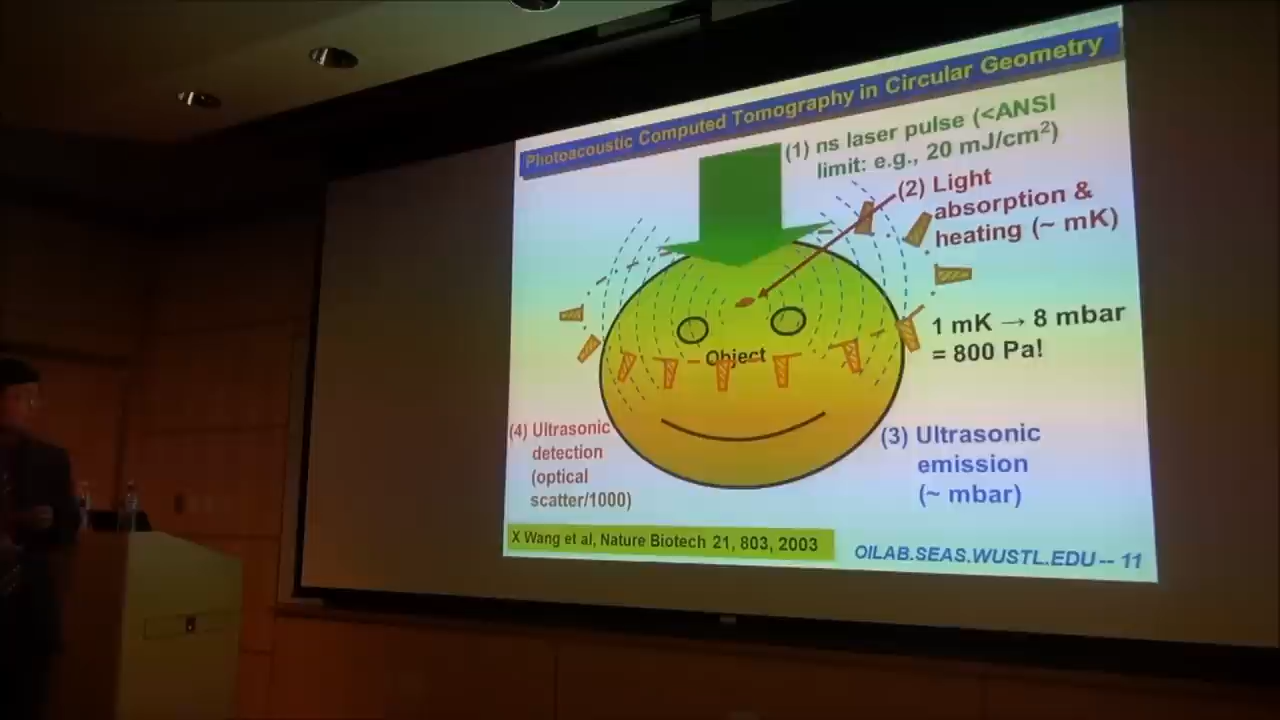 Photoacoustic Computed Tomography in Circular Geometry
(1) ns laser pulse (<ANSI
limit: e.g., 20 mJ/cm²)
(2) Light
absorption &
heating (~ mK)
1 mK → 8 mbar
= 800 Pa!
Object
(4) Ultrasonic
detection
(optical
scatter/1000)
(3) Ultrasonic
emission
(~ mbar)
X Wang et al, Nature Biotech 21, 803, 2003
OILAB.SEAS.WUSTL.EDU -- 11